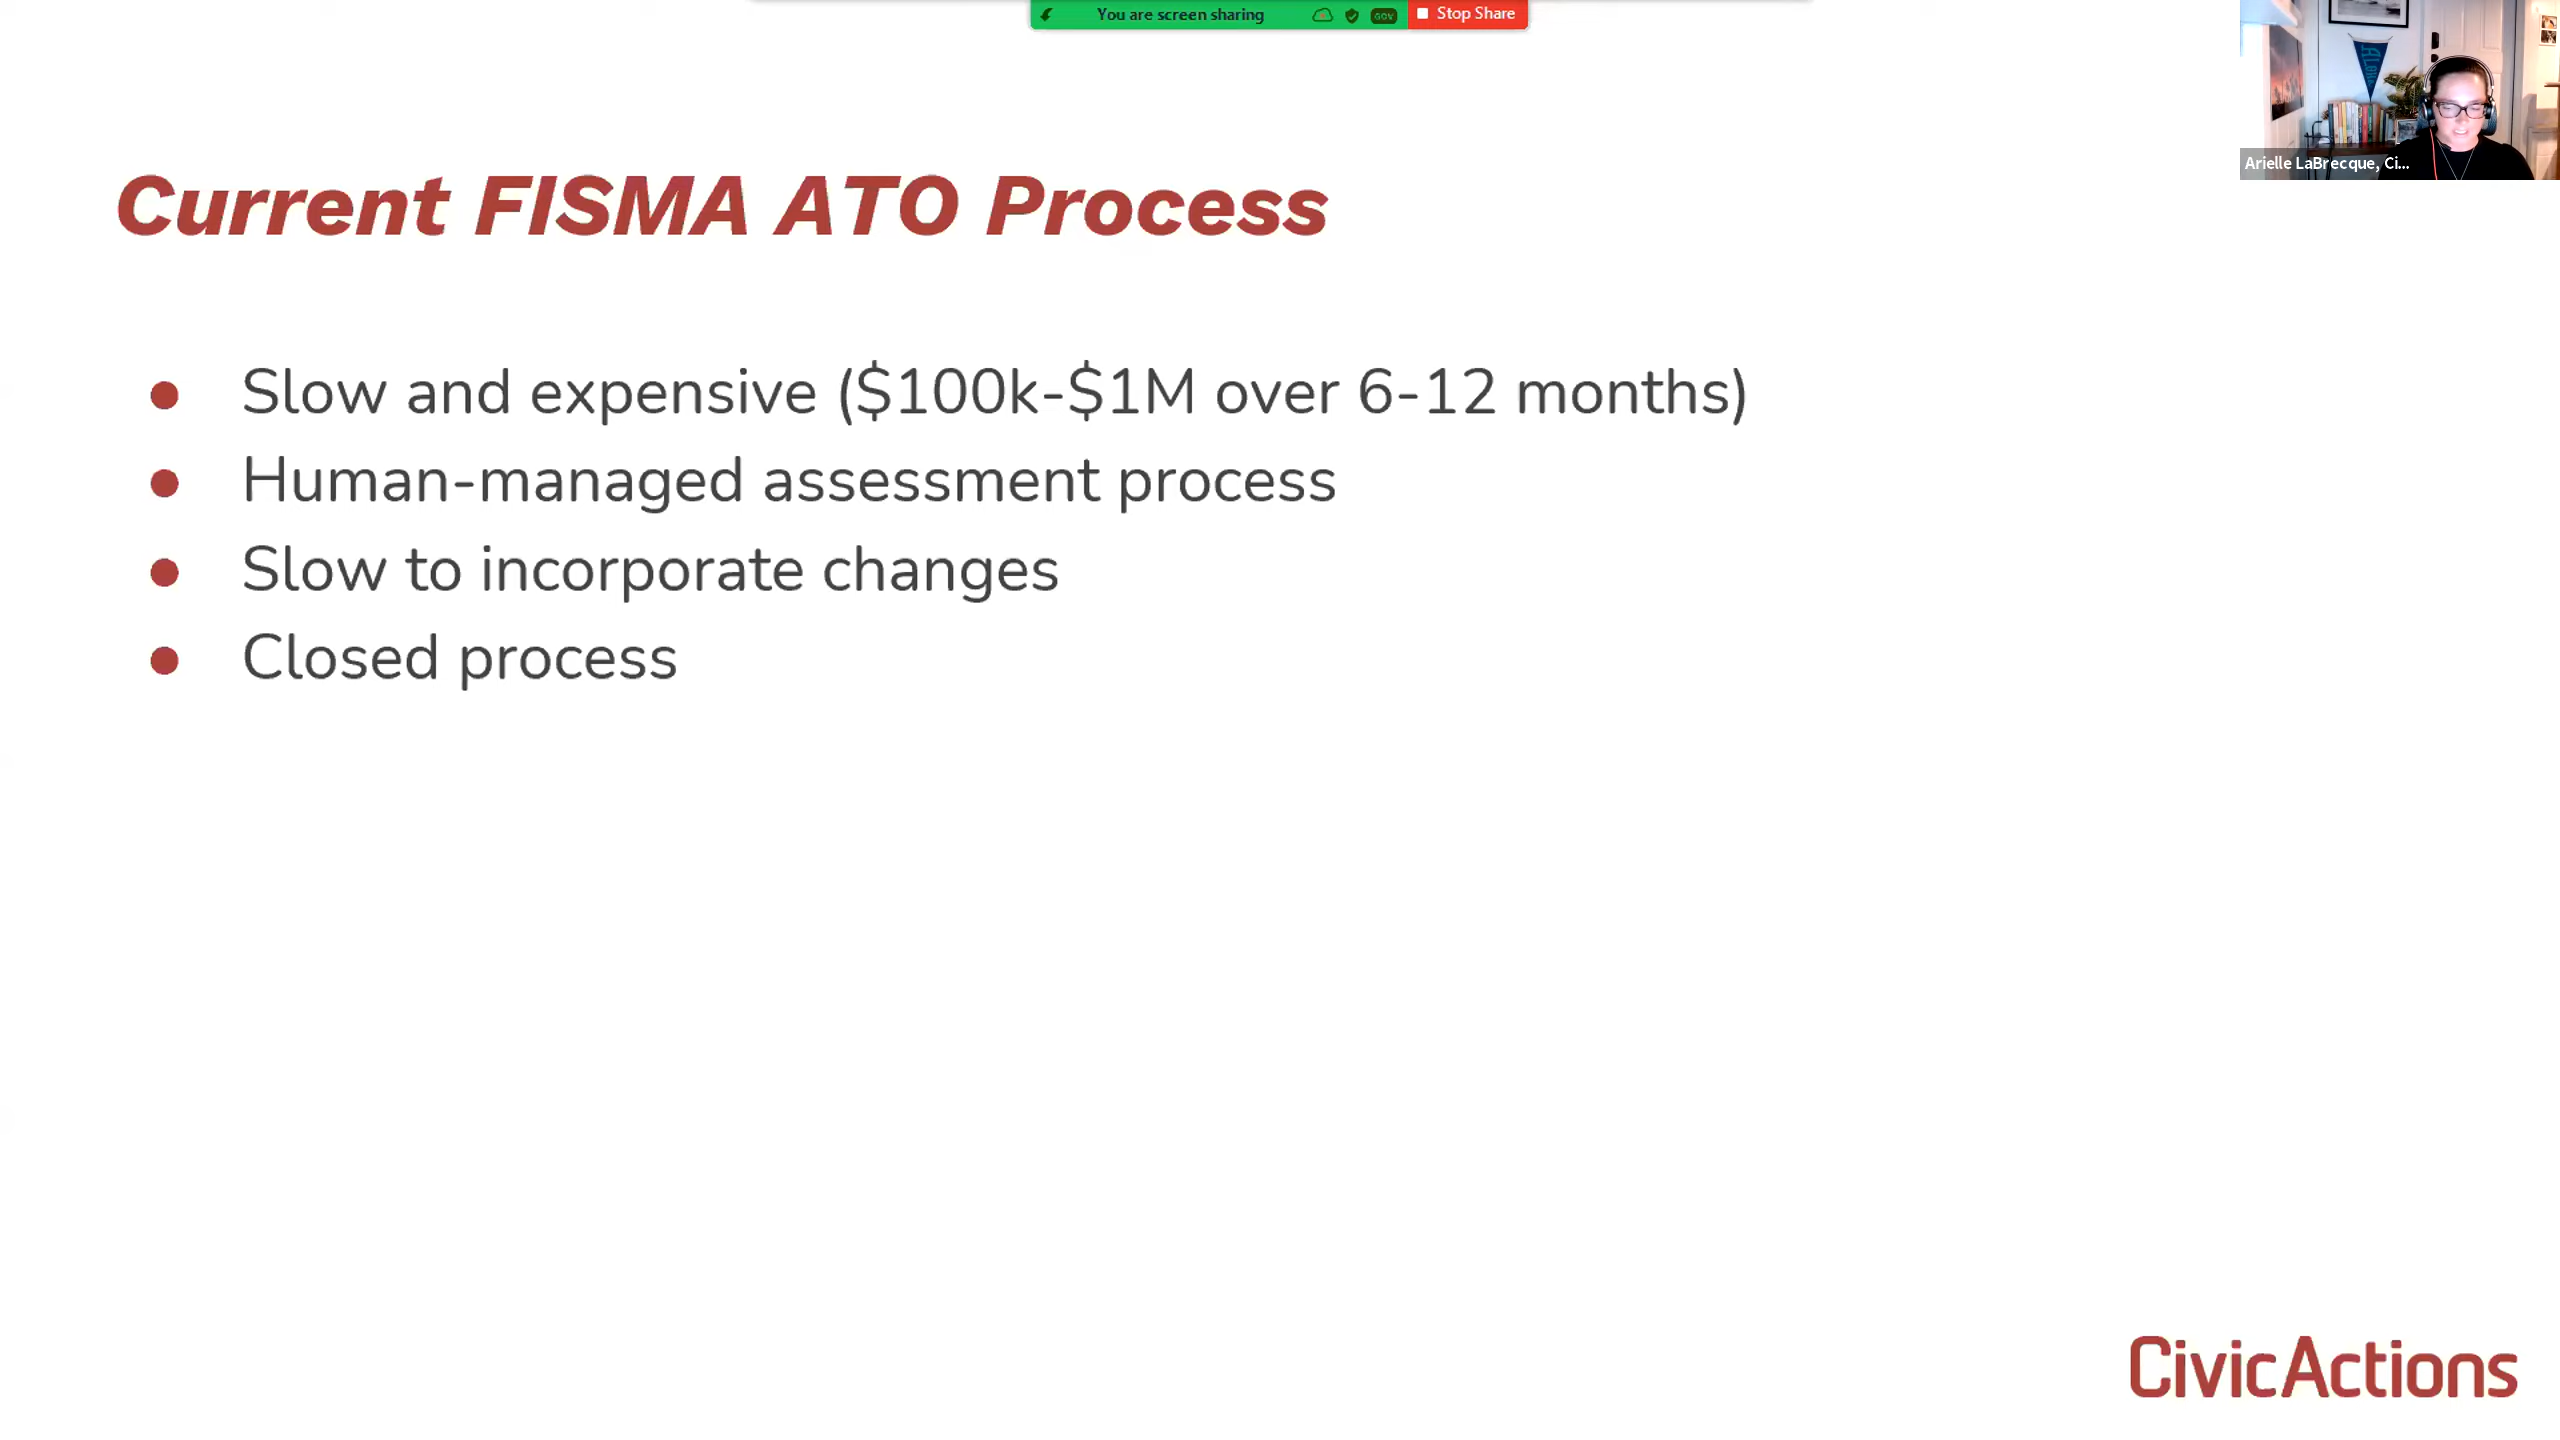 You are screen sharing
GOV
Stop Share
Arielle LaBrecque, Ci...
Current FISMA ATO Process
Slow and expensive ($100k-$1M over 6-12 months)
Human-managed assessment process
Slow to incorporate changes
Closed process
CivicActions